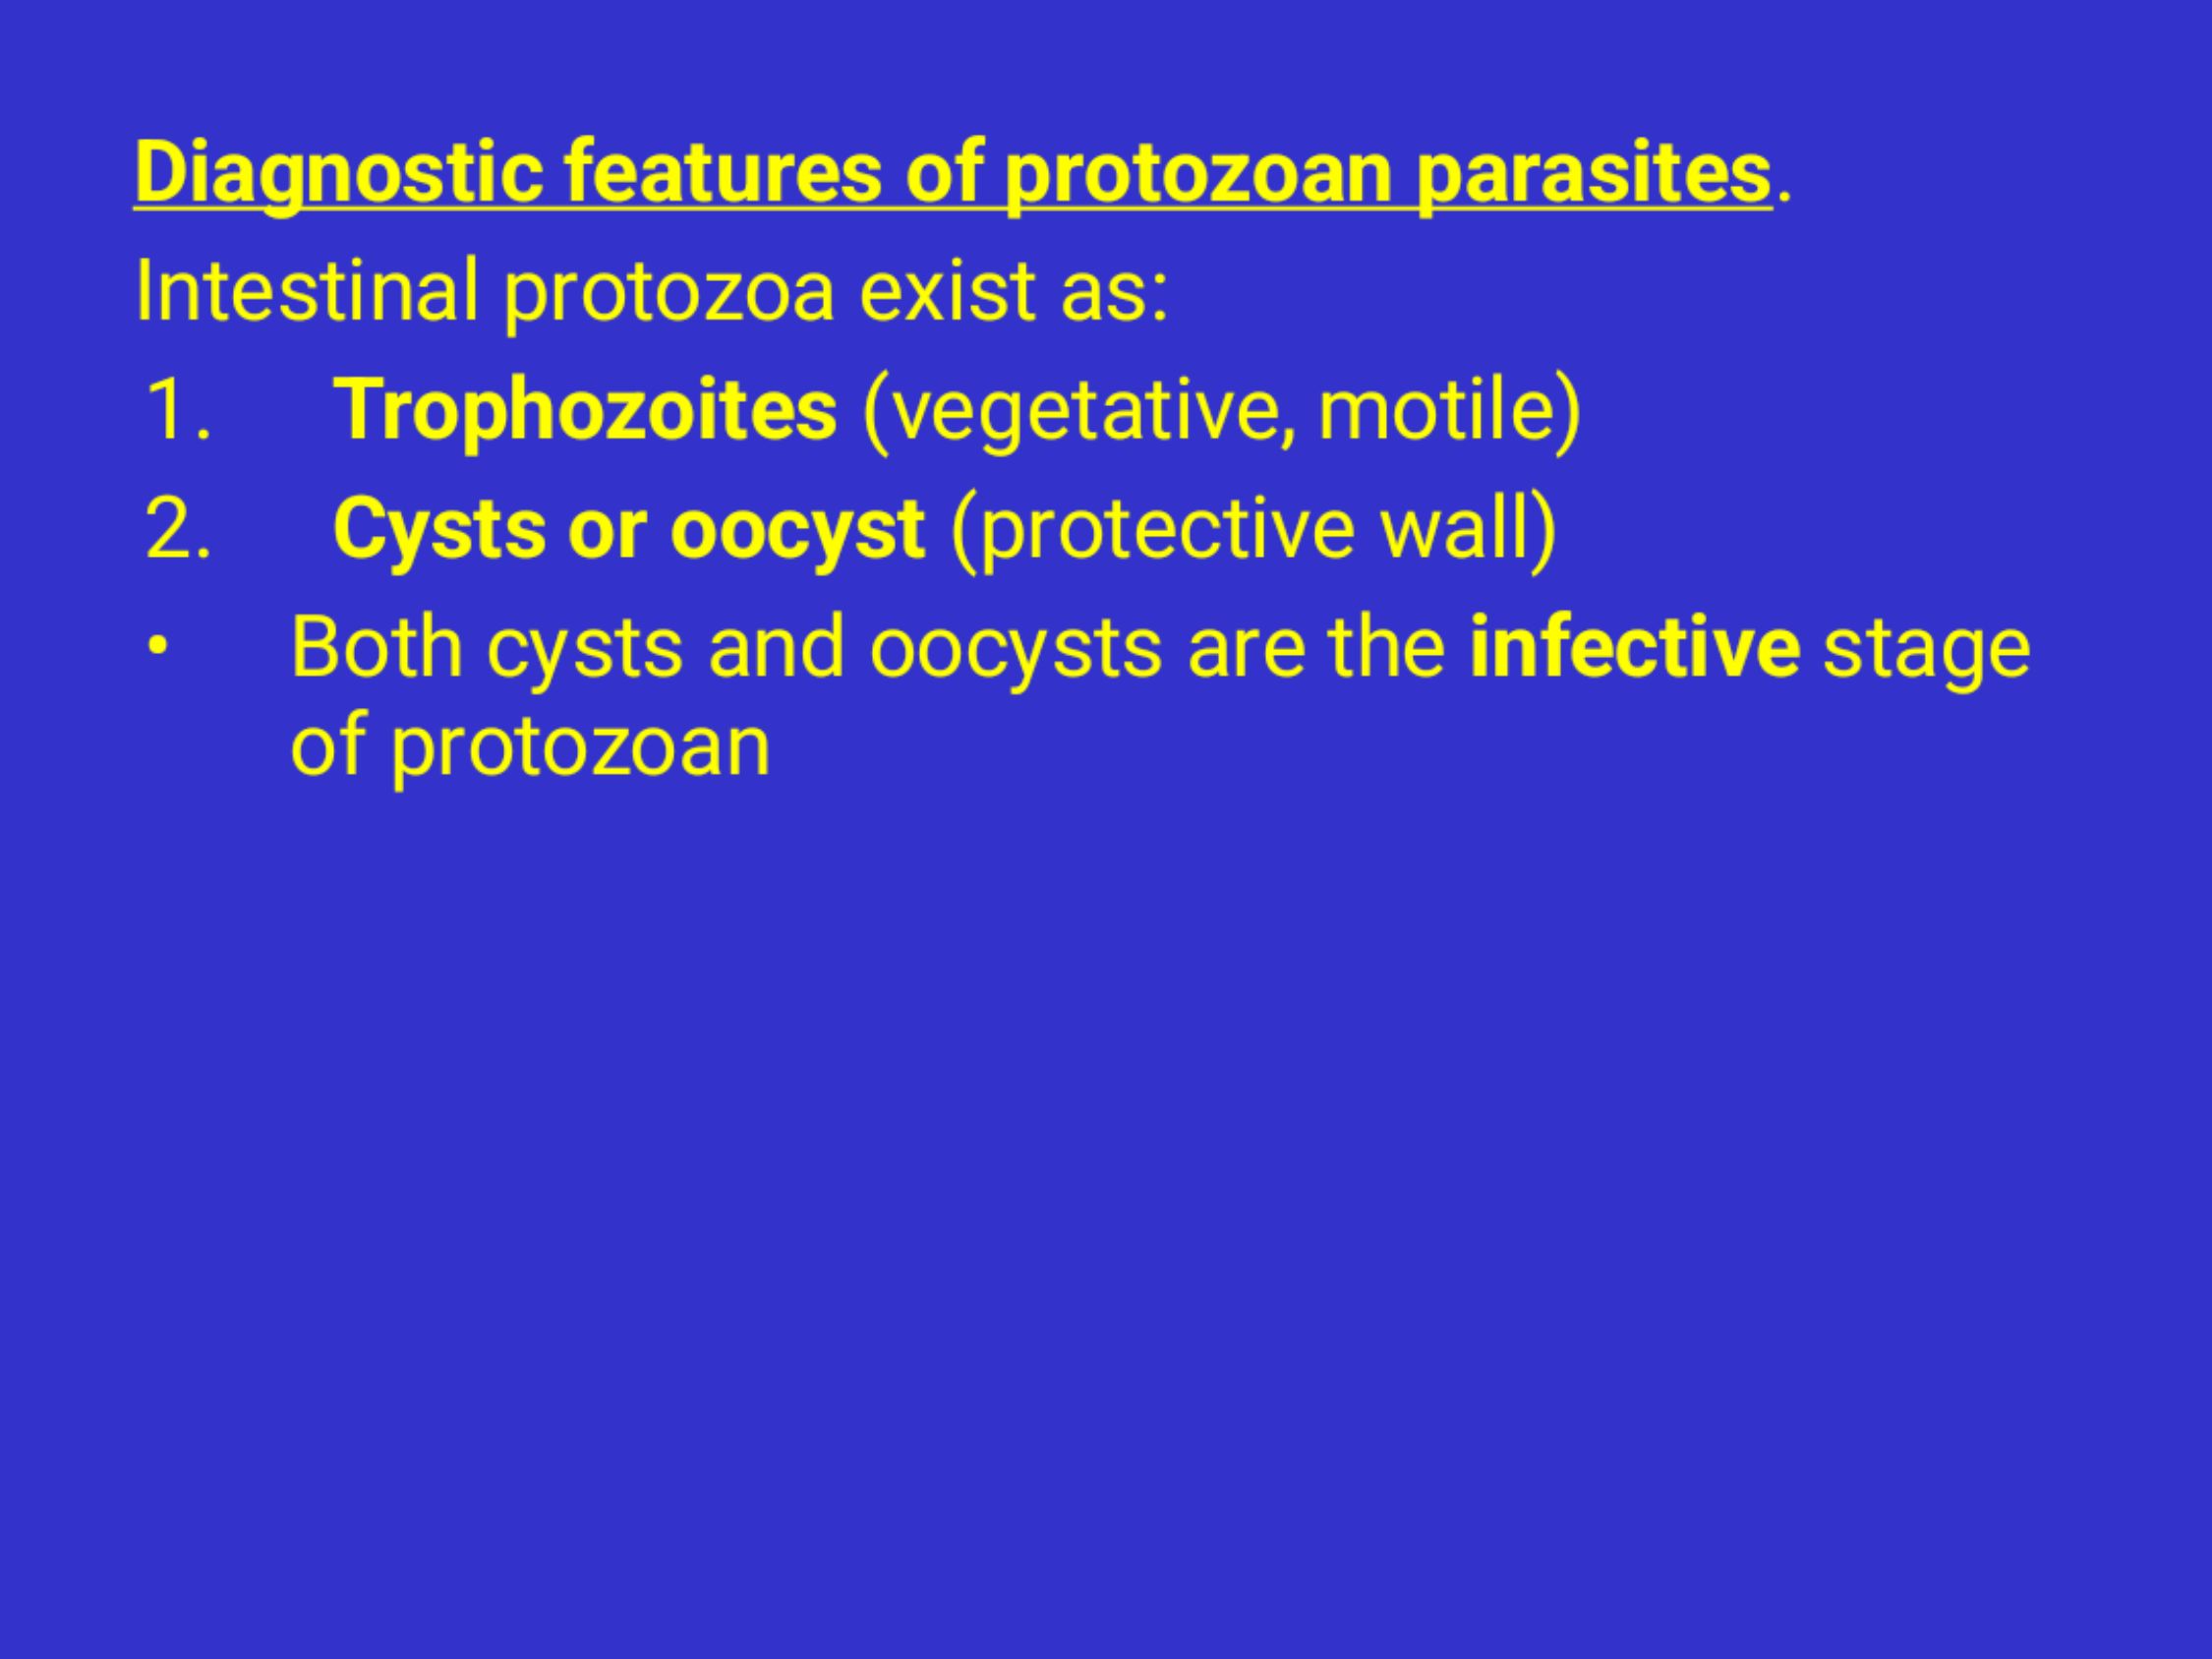 Diagnostic features of protozoan parasites.
Intestinal protozoa exist as:
1. Trophozoites (vegetative, motile)
2. Cysts or oocyst (protective wall)
• Both cysts and oocysts are the infective stage
of protozoan